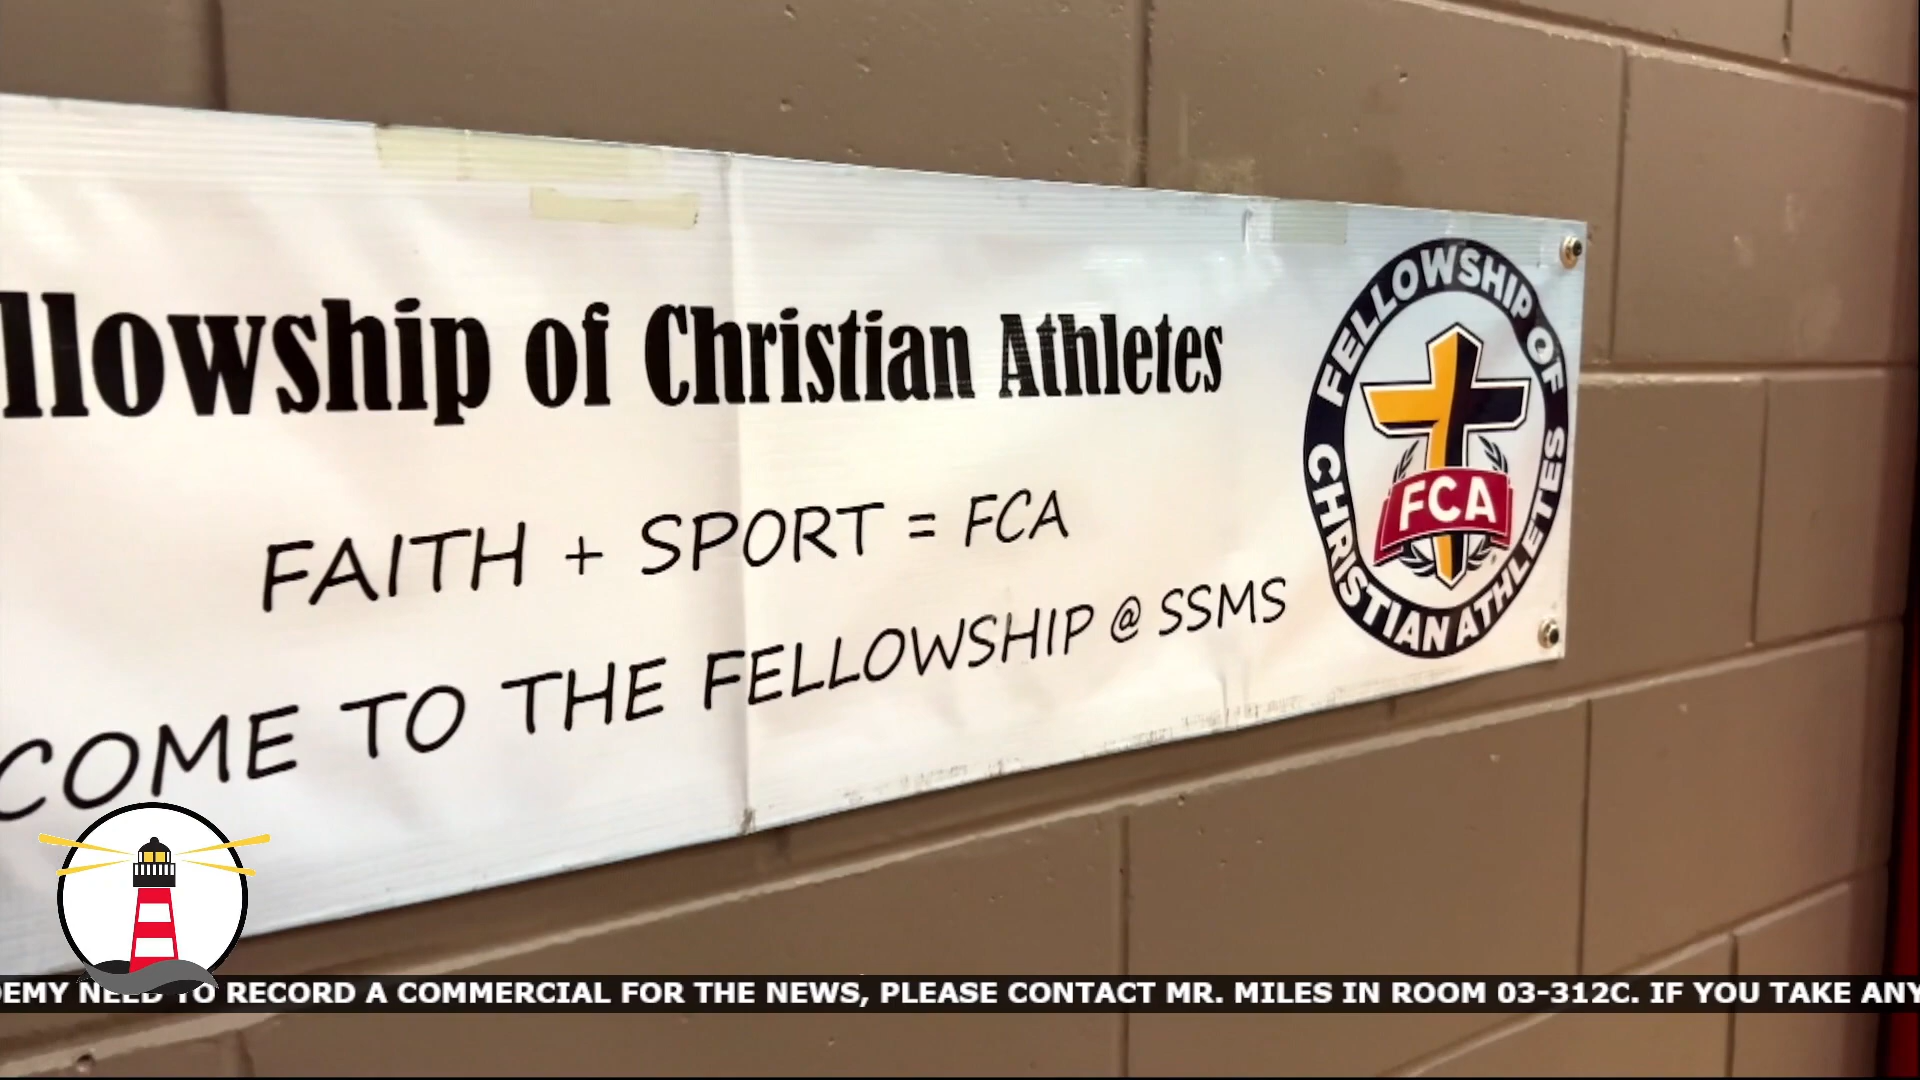 llowship of Christian Athletes
FAITH + SPORT = FCA
COME TO THE FELLOWSHIP @ SSMS
FELLOWSHIP OF
CHRISTIAN ATHLETES
FCA
DEMY NEED TO RECORD A COMMERCIAL FOR THE NEWS, PLEASE CONTACT MR. MILES IN ROOM 03-312C. IF YOU TAKE ANY